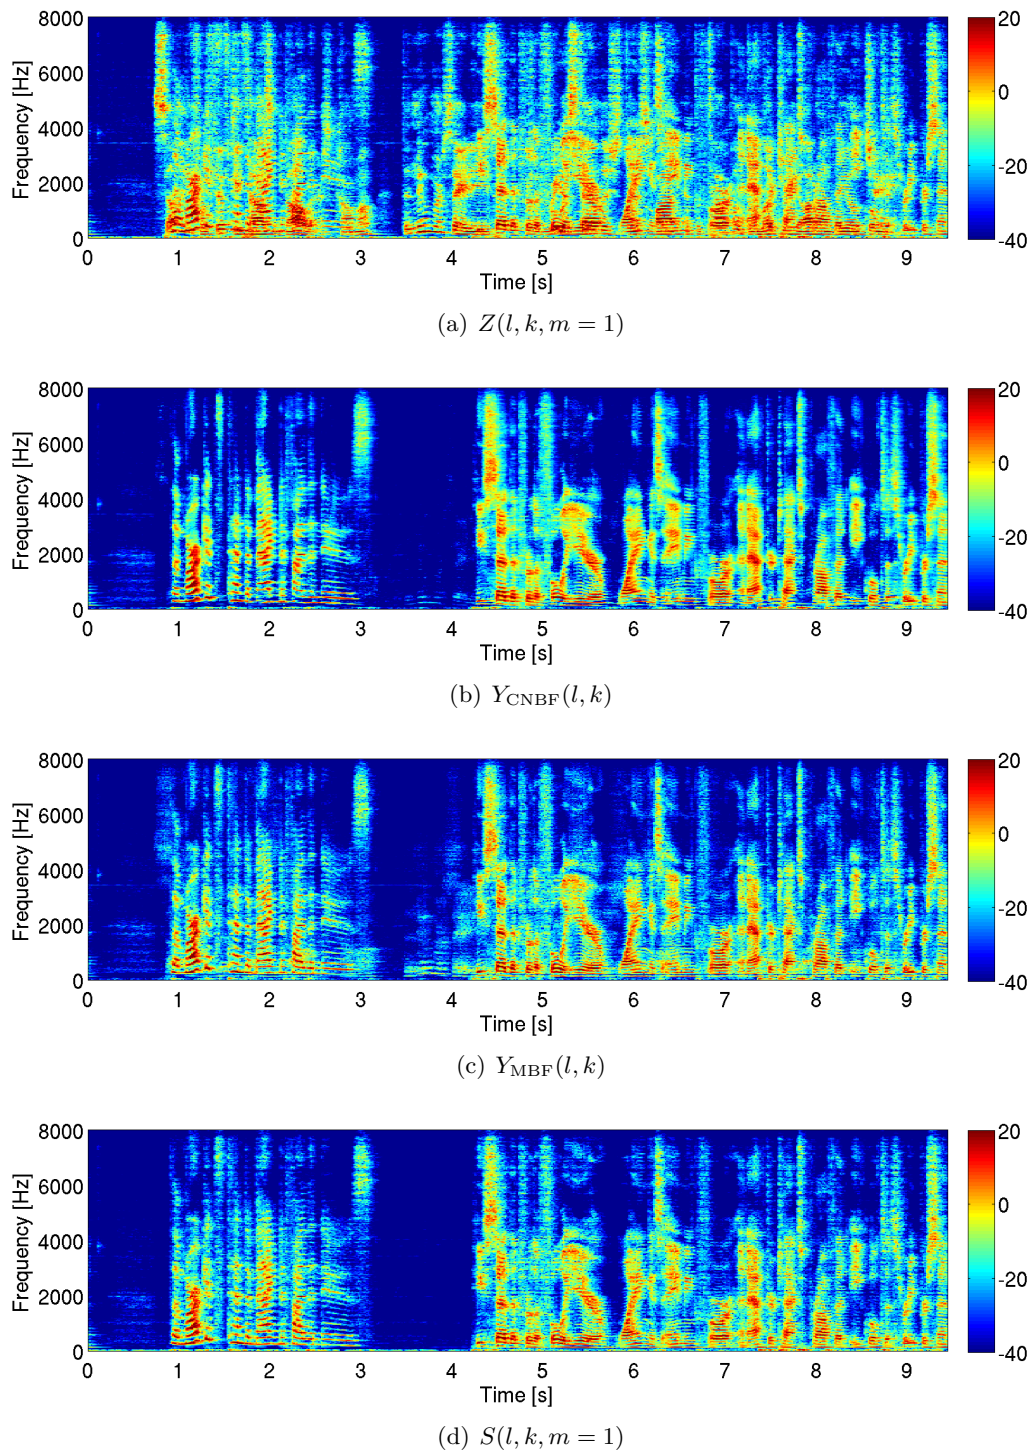 8000
6000
4000
2000
0
Frequency [Hz]
0 1 2 3 4 5 6 7 8 9
Time [s]
20
0
-20
-40
(a) Z(l, k, m = 1)
8000
6000
4000
2000
0
Frequency [Hz]
0 1 2 3 4 5 6 7 8 9
Time [s]
20
0
-20
-40
(b) Y_CNBF(l, k)
8000
6000
4000
2000
0
Frequency [Hz]
0 1 2 3 4 5 6 7 8 9
Time [s]
20
0
-20
-40
(c) Y_MBF(l, k)
8000
6000
4000
2000
0
Frequency [Hz]
0 1 2 3 4 5 6 7 8 9
Time [s]
20
0
-20
-40
(d) S(l, k, m = 1)